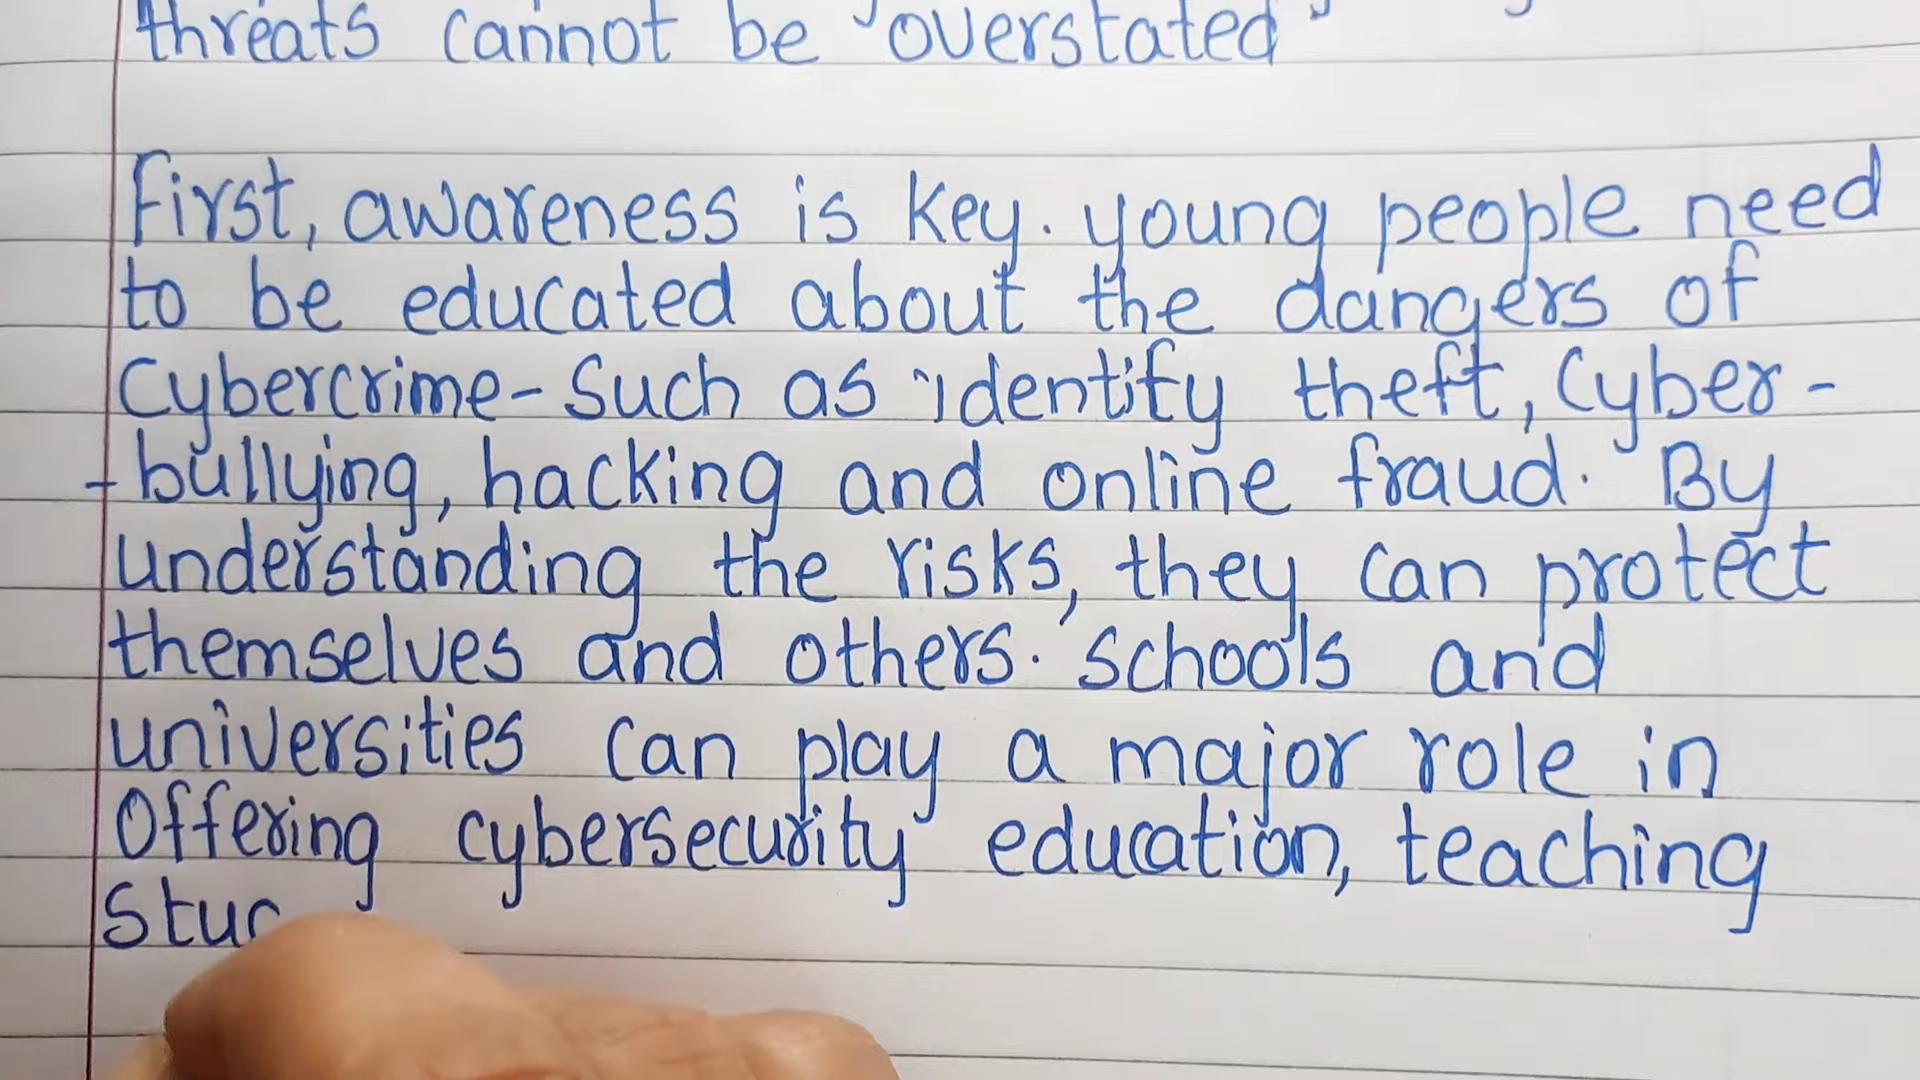 threats cannot be overstated
First, awareness is key. young people need
to be educated about the dangers of
Cybercrime- Such as identify theft, Cyber-
-bullying, hacking and online fraud. By
understanding the risks, they can protect
themselves and others. schools and
universities can play a major role in
Offering cybersecurity education, teaching